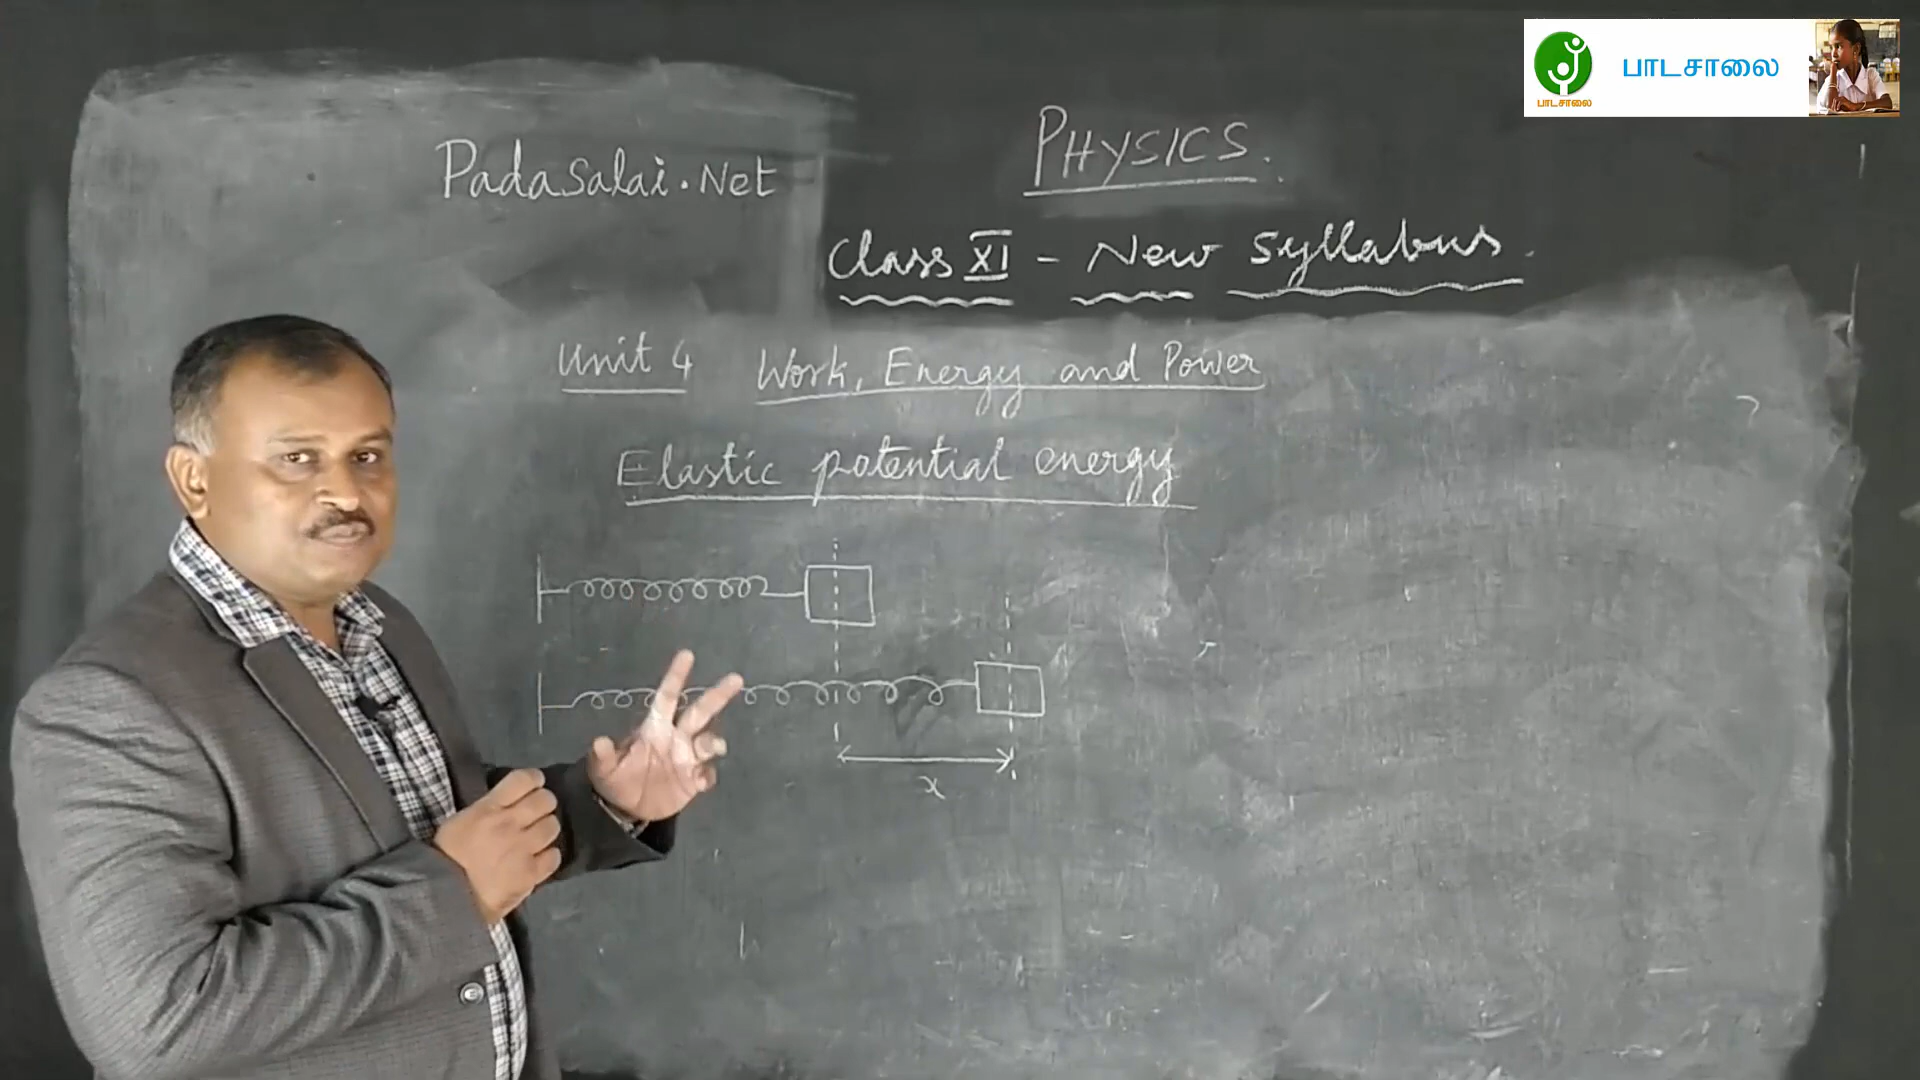 பாடசாலை
பாடசாலை
PadaSalai.Net
PHYSICS.
Class XI - New Syllabus.
Unit 4 Work, Energy and Power
Elastic potential energy
x